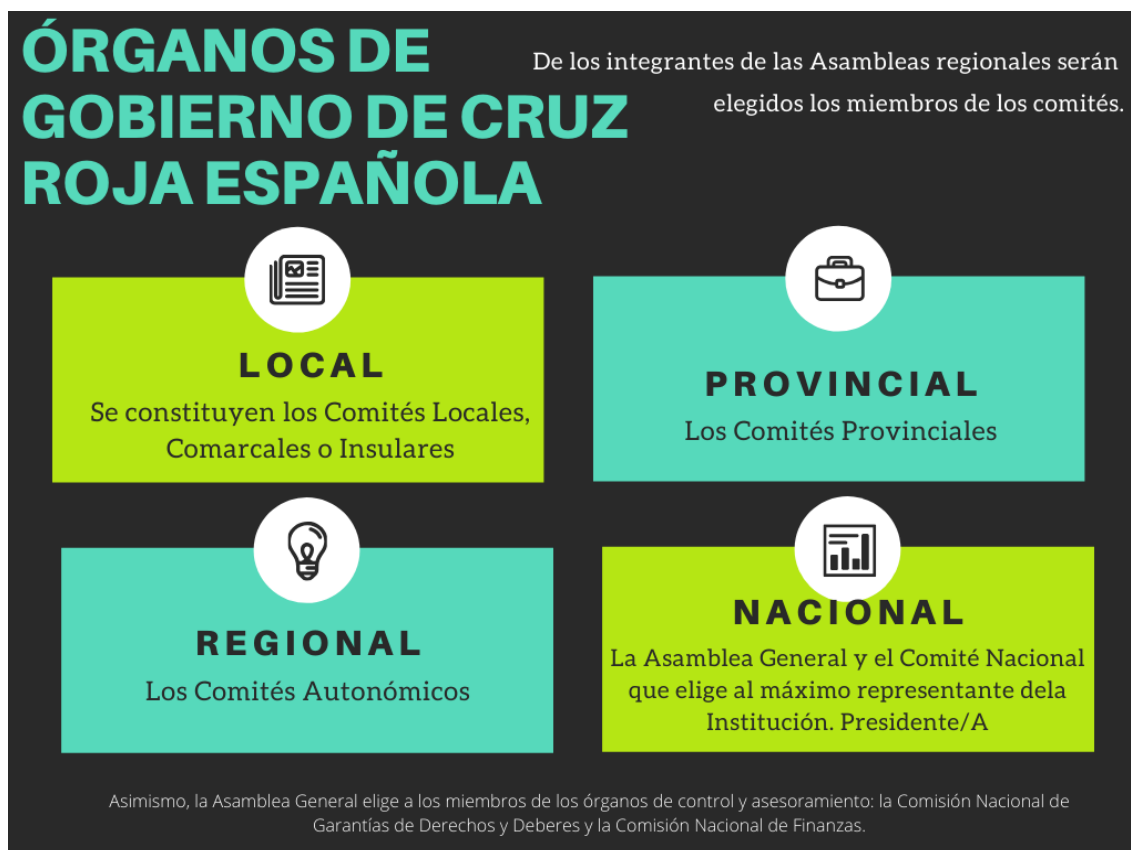 ÓRGANOS DE
GOBIERNO DE CRUZ
ROJA ESPAÑOLA
De los integrantes de las Asambleas regionales serán
elegidos los miembros de los comités.
LOCAL
Se constituyen los Comités Locales,
Comarcales o Insulares
PROVINCIAL
Los Comités Provinciales
REGIONAL
Los Comités Autonómicos
NACIONAL
La Asamblea General y el Comité Nacional
que elige al máximo representante dela
Institución. Presidente/A
Asimismo, la Asamblea General elige a los miembros de los órganos de control y asesoramiento: la Comisión Nacional de
Garantías de Derechos y Deberes y la Comisión Nacional de Finanzas.